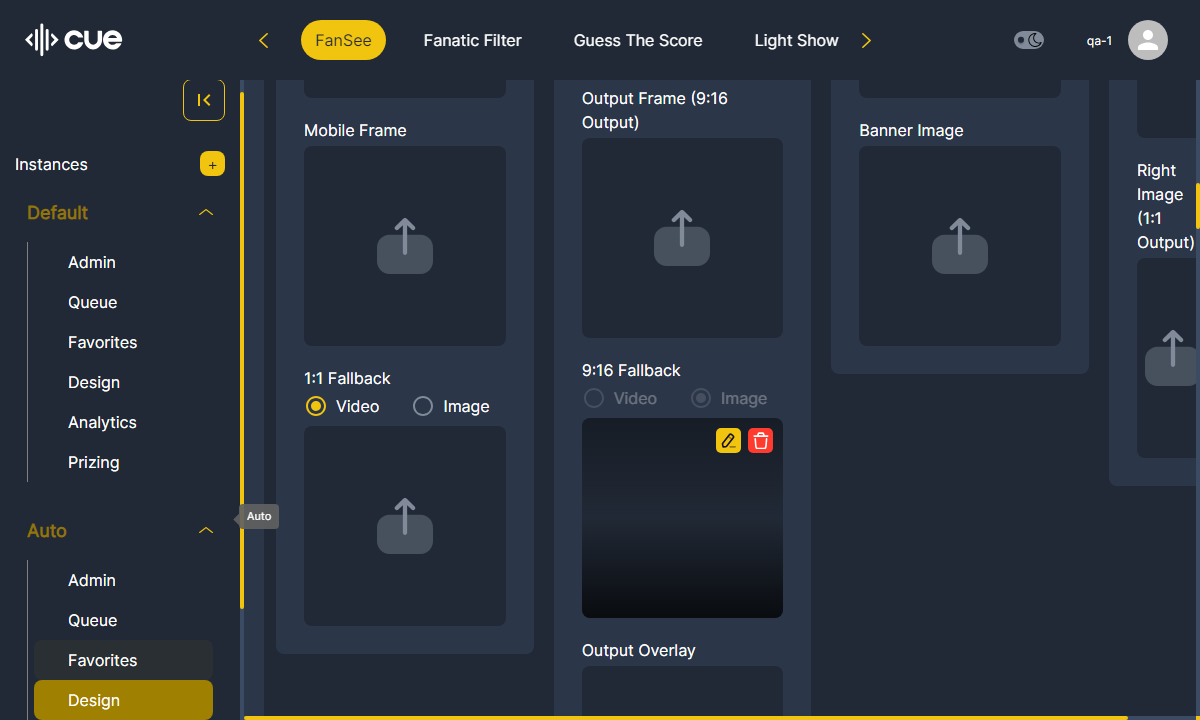 cue
FanSee
Fanatic Filter
Guess The Score
Light Show
qa-1
Instances
+
Default
Admin
Queue
Favorites
Design
Analytics
Prizing
Auto
Admin
Queue
Favorites
Design
Auto
Mobile Frame
1:1 Fallback
Video
Image
Output Frame (9:16
Output)
9:16 Fallback
Video
Image
Output Overlay
Banner Image
Right
Image
(1:1
Output)